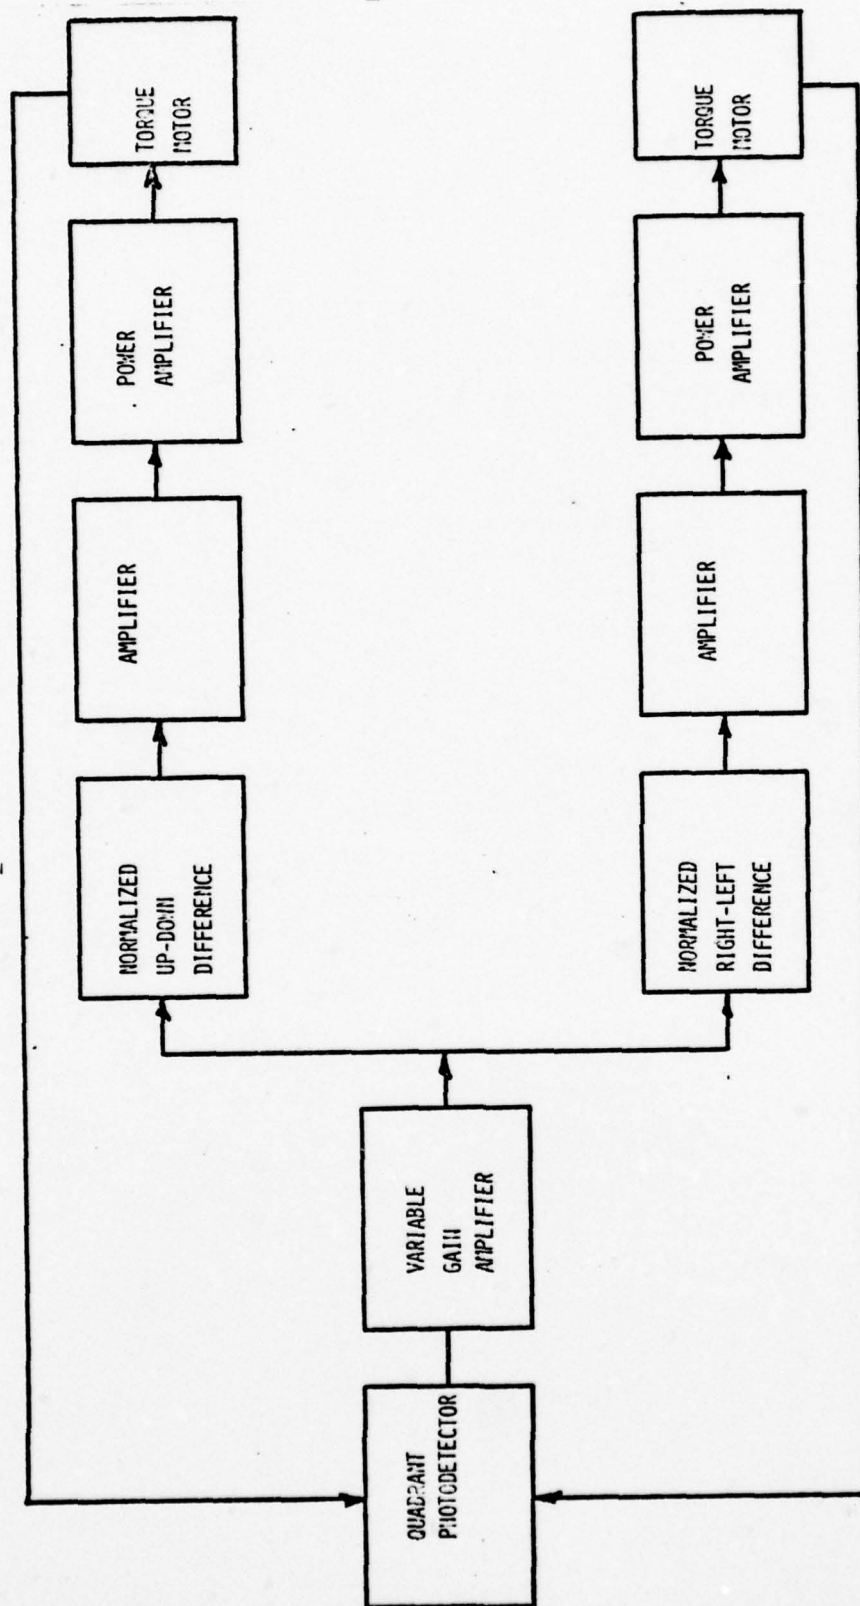 QUADRANT
PHOTODETECTOR
VARIABLE
GAIN
AMPLIFIER
NORMALIZED
UP-DOWN
DIFFERENCE
AMPLIFIER
POWER
AMPLIFIER
TORQUE
MOTOR
NORMALIZED
RIGHT-LEFT
DIFFERENCE
AMPLIFIER
POWER
AMPLIFIER
TORQUE
MOTOR